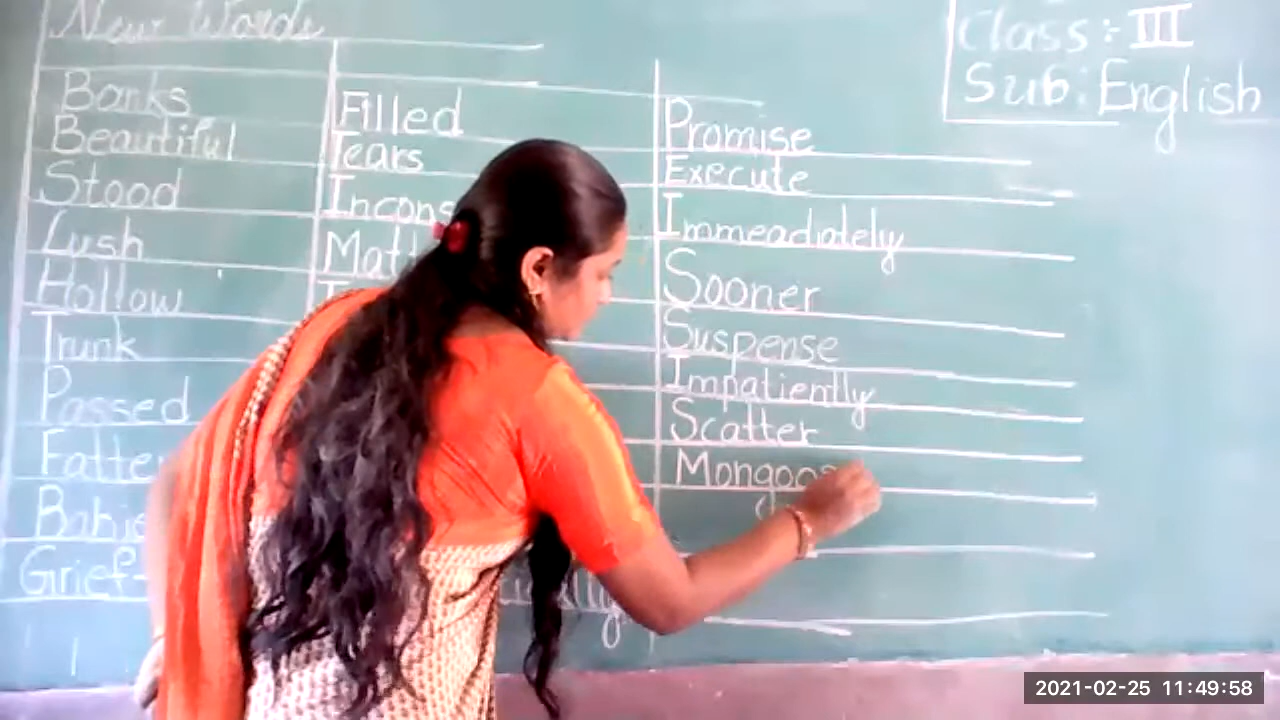 New Words
Class:- III
Sub: English
Banks
Beautiful
Stood
Lush
Hollow
Trunk
Passed
Grief-
Filled
Tears
Promise
Execute
Immeadiately
Sooner
Suspense
Impatiently
Scatter
2021-02-25 11:49:58